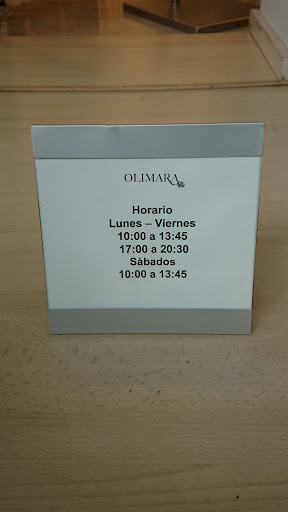 OLIMARA
Horario
Lunes – Viernes
10:00 a 13:45
17:00 a 20:30
Sábados
10:00 a 13:45